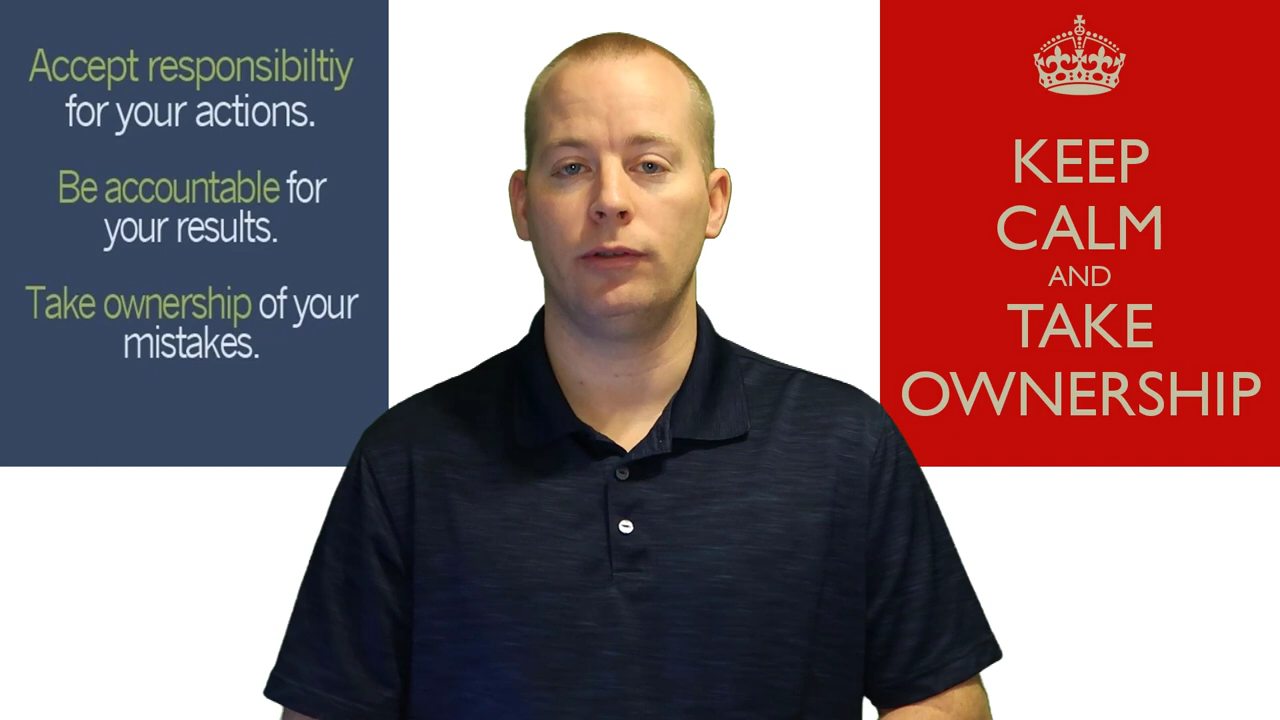 Accept responsibiltiy
for your actions.
Be accountable for
your results.
Take ownership of your
mistakes.
KEEP
CALM
AND
TAKE
OWNERSHIP